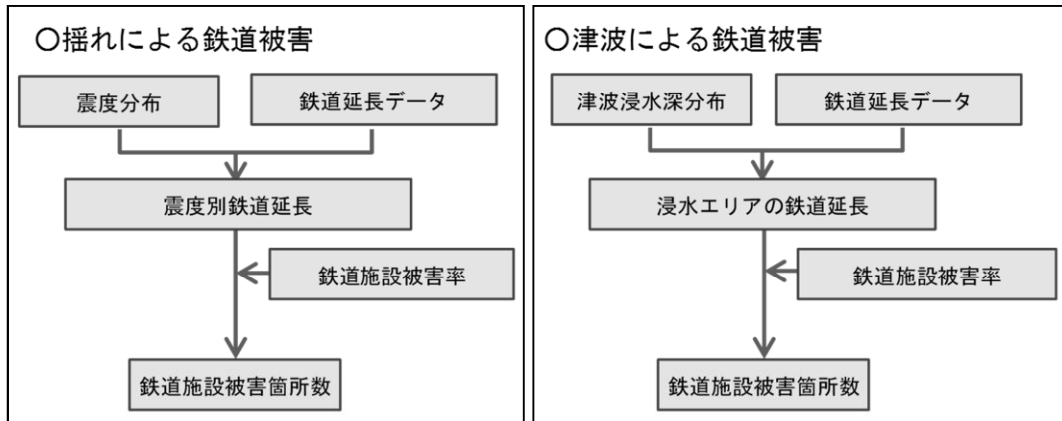 ○揺れによる鉄道被害
震度分布
鉄道延長データ
震度別鉄道延長
鉄道施設被害率
鉄道施設被害箇所数
○津波による鉄道被害
津波浸水深分布
鉄道延長データ
浸水エリアの鉄道延長
鉄道施設被害率
鉄道施設被害箇所数